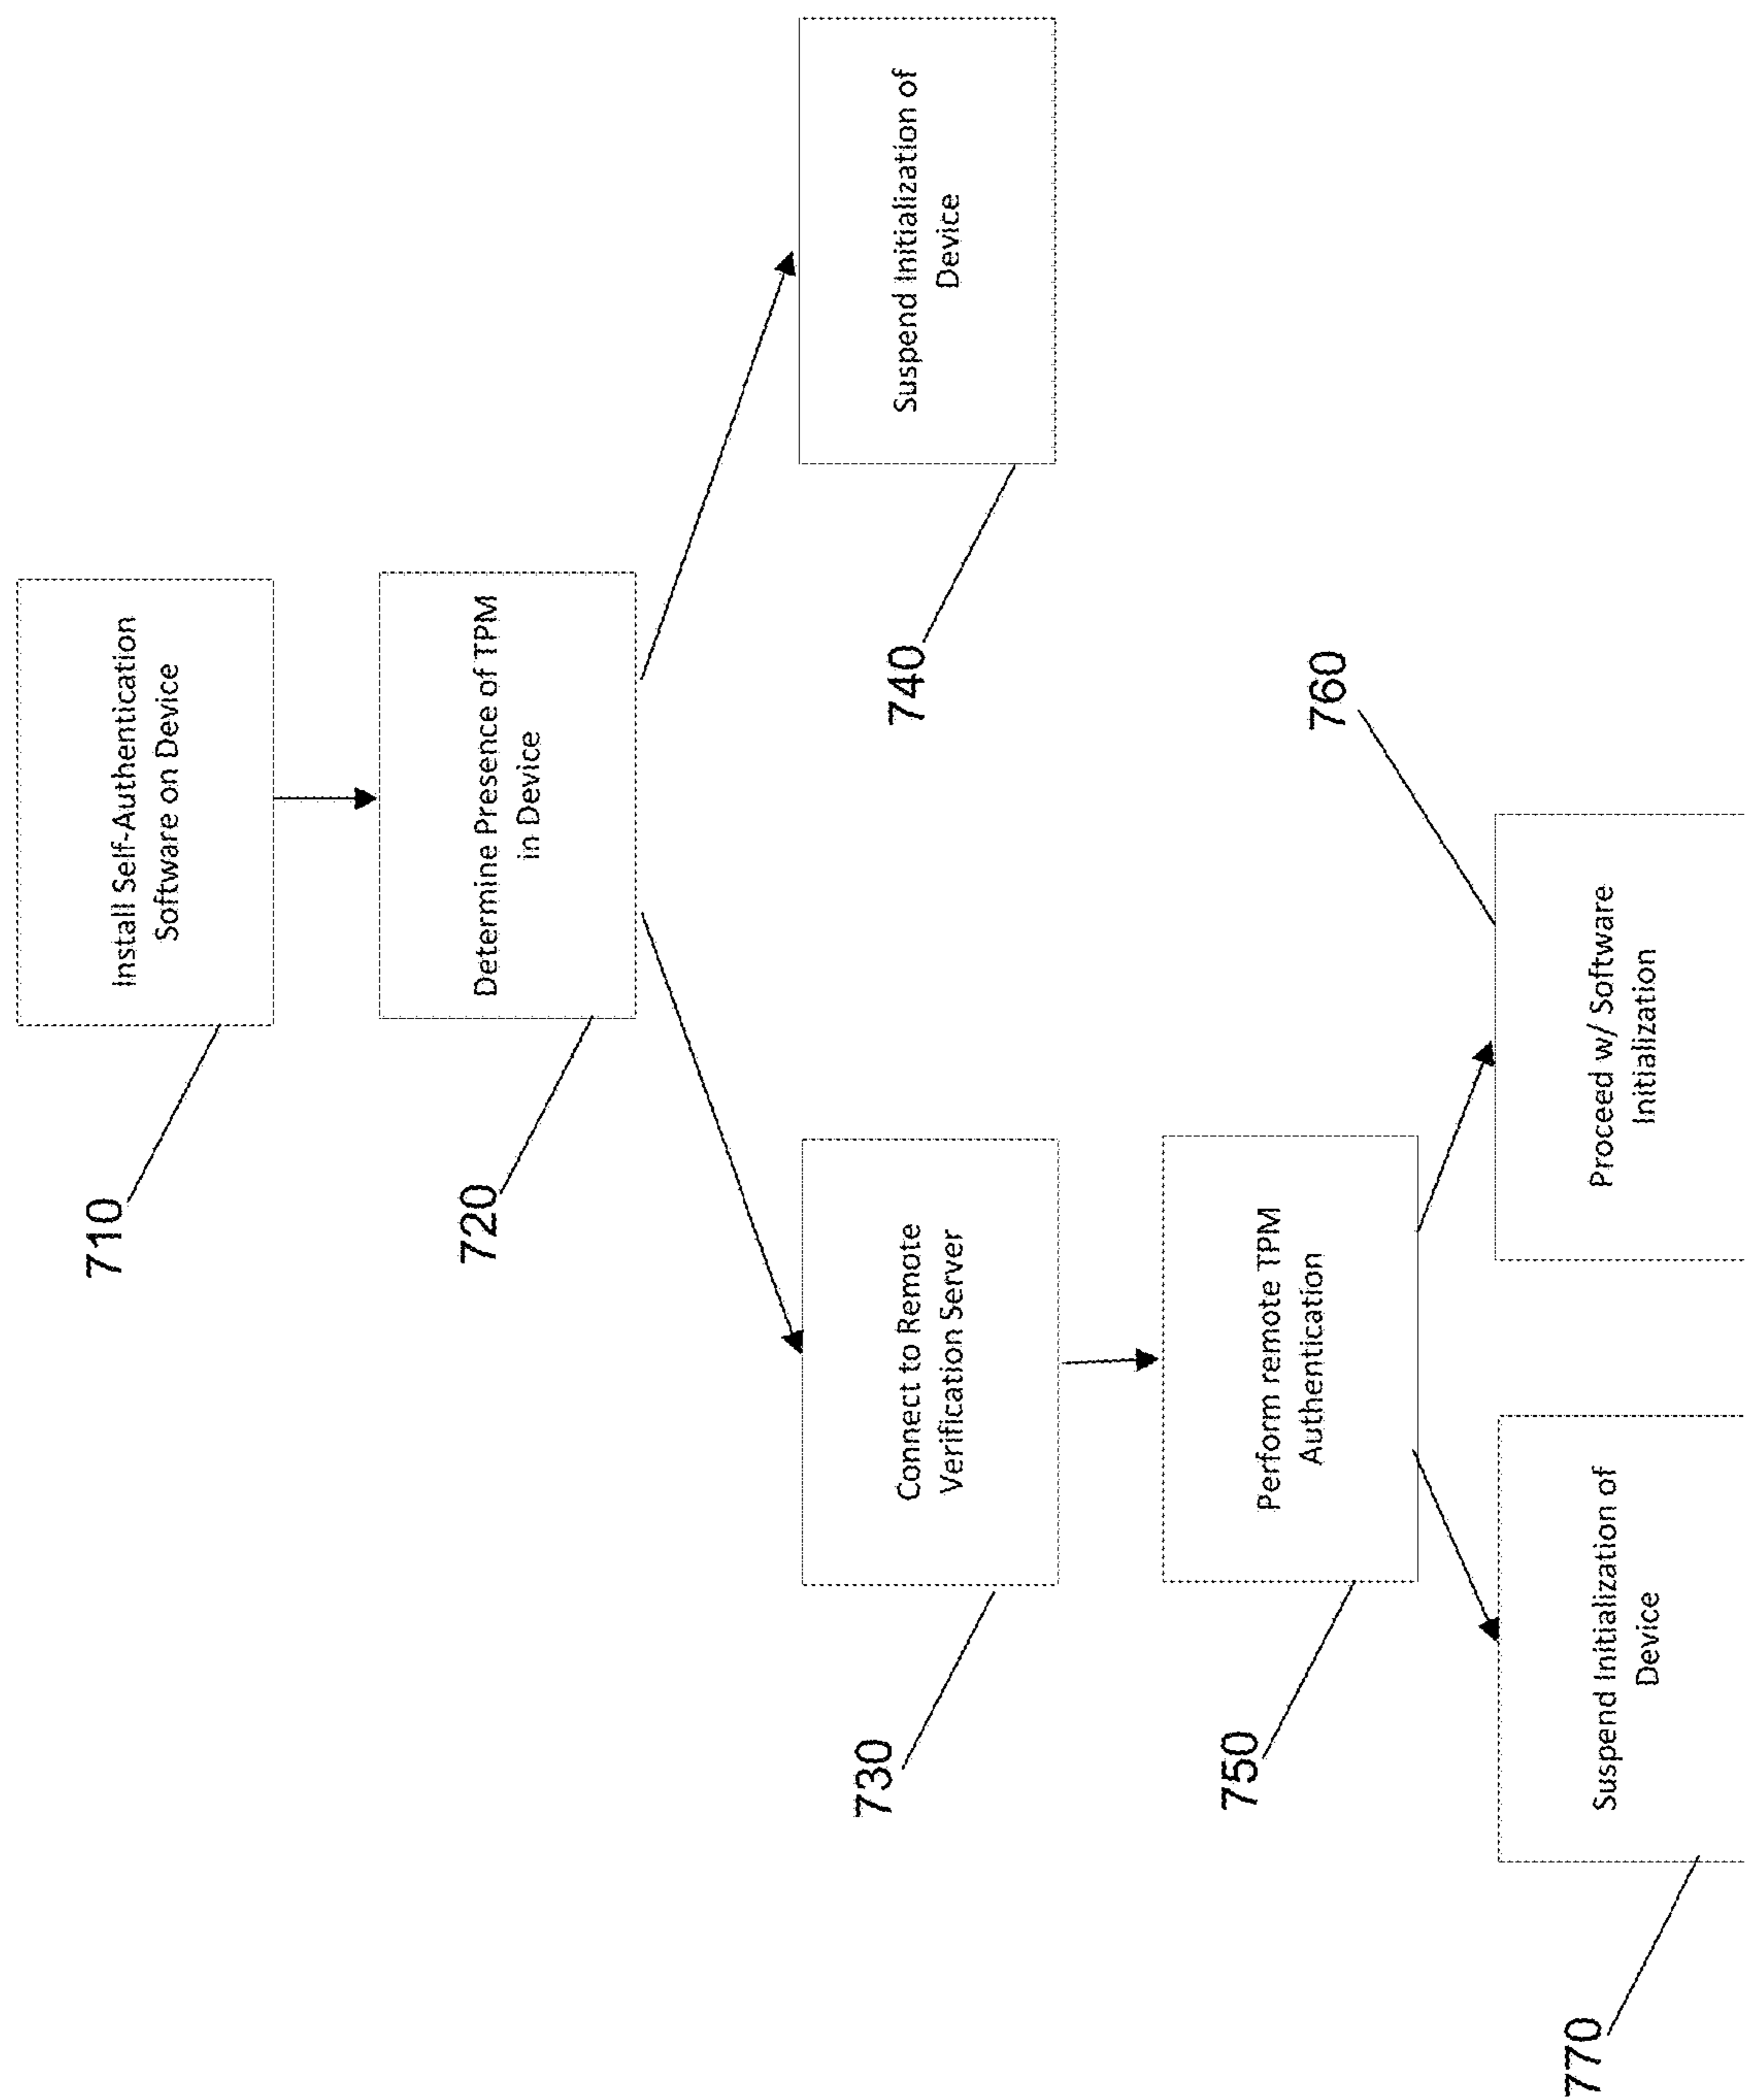 710
Install Self-Authentication
Software on Device
720
Determine Presence of TPM
in Device
730
Connect to Remote
Verification Server
740
Suspend Initialization of
Device
750
Perform remote TPM
Authentication
770
Suspend Initialization of
Device
760
Proceed w/ Software
Initialization